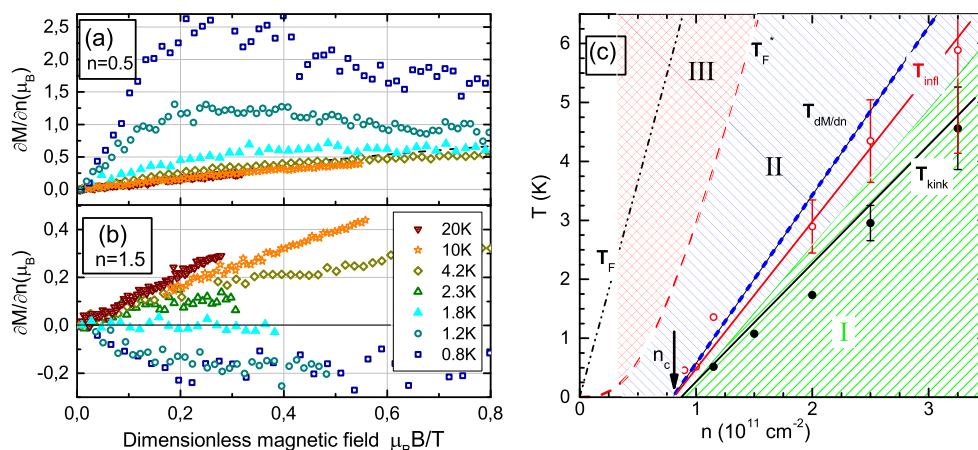 (a)
n=0.5
∂M/∂n(μB)
2,5
2,0
1,5
1,0
0,5
0,0
(b)
n=1.5
∂M/∂n(μB)
0,4
0,2
0,0
-0,2
20K
10K
4.2K
2.3K
1.8K
1.2K
0.8K
0,0 0,2 0,4 0,6 0,8
Dimensionless magnetic field μBB/T
(c)
III
TF*
Tinfl
TdM/dn
II
Tkink
TF
I
nc
T (K)
6
5
4
3
2
1
0
0 1 2 3
n (10¹¹ cm⁻²)